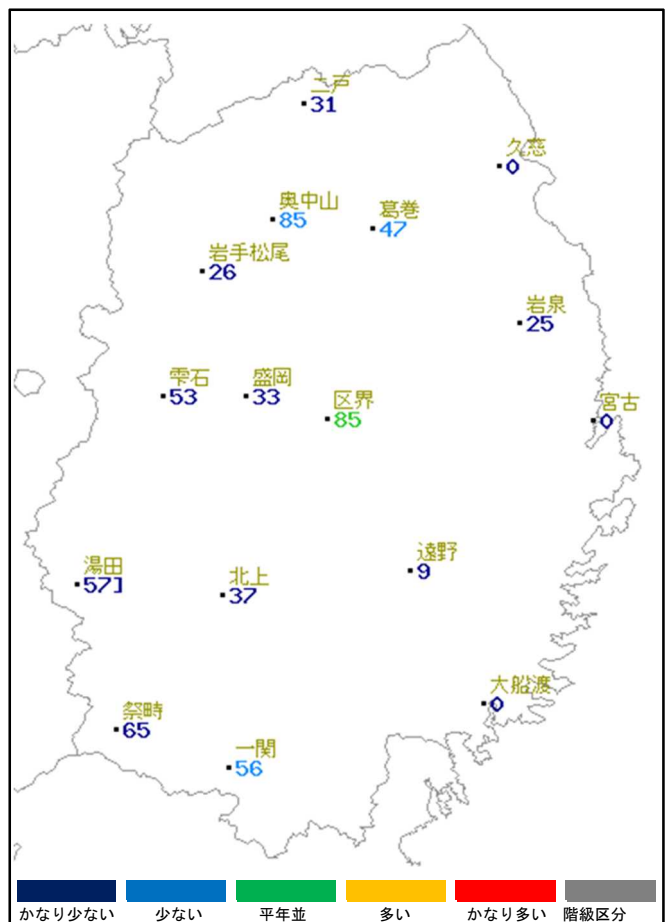 二戸
31
久慈
0
奥中山
85
葛巻
47
岩手松尾
26
岩泉
25
雫石
53
盛岡
33
区界
85
宮古
0
湯田
57]
北上
37
遠野
9
大船渡
0
祭畤
65
一関
56
かなり少ない 少ない 平年並 多い かなり多い 階級区分